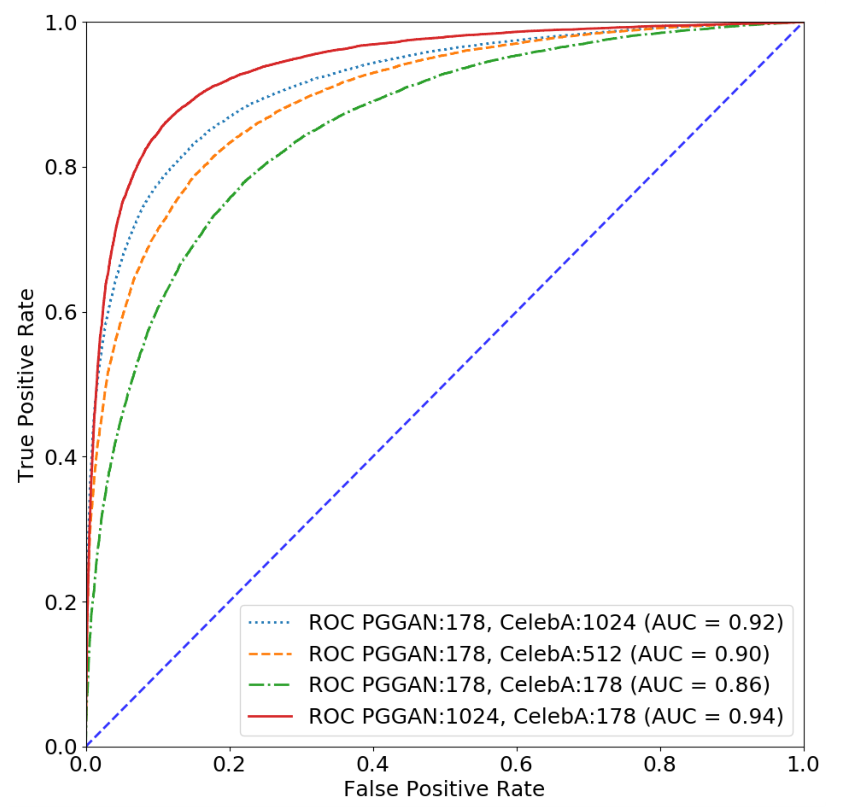 1.0
0.8
0.6
0.4
0.2
0.0
True Positive Rate
ROC PGGAN:178, CelebA:1024 (AUC = 0.92)
ROC PGGAN:178, CelebA:512 (AUC = 0.90)
ROC PGGAN:178, CelebA:178 (AUC = 0.86)
ROC PGGAN:1024, CelebA:178 (AUC = 0.94)
0.0 0.2 0.4 0.6 0.8 1.0
False Positive Rate